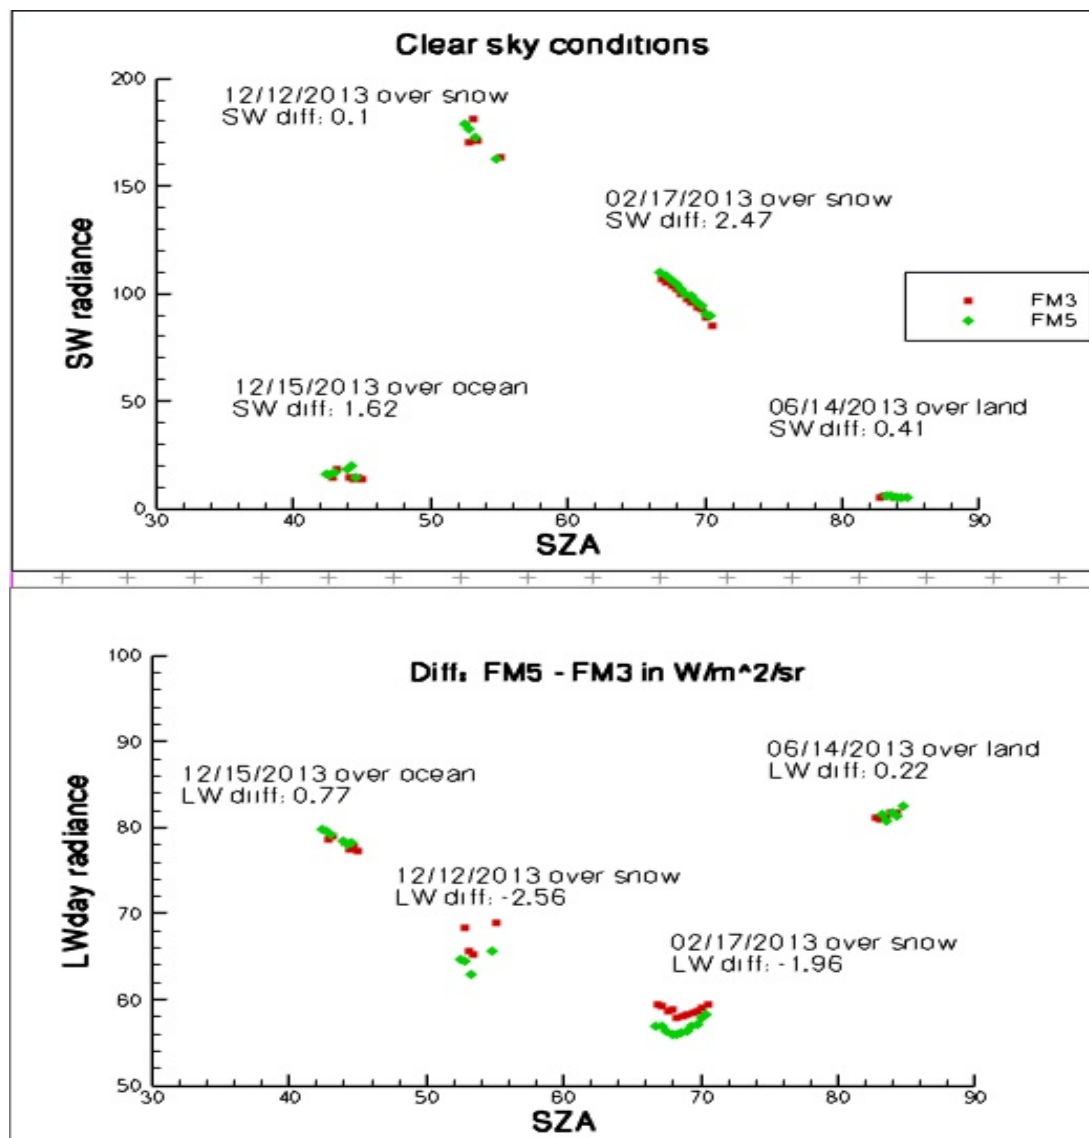 Clear sky conditions
200
12/12/2013 over snow
SW diff: 0.1
150
02/17/2013 over snow
SW diff: 2.47
SW radiance
100
FM3
FM5
12/15/2013 over ocean
SW diff: 1.62
50
06/14/2013 over land
SW diff: 0.41
0
30 40 50 60 70 80 90
SZA
100
Diff: FM5 - FM3 in W/m^2/sr
90
06/14/2013 over land
LW diff: 0.22
12/15/2013 over ocean
LW diiff: 0.77
80
LWday radiance
12/12/2013 over snow
LW diff: -2.56
70
02/17/2013 over snow
LW diff: -1.96
60
50
30 40 50 60 70 80 90
SZA